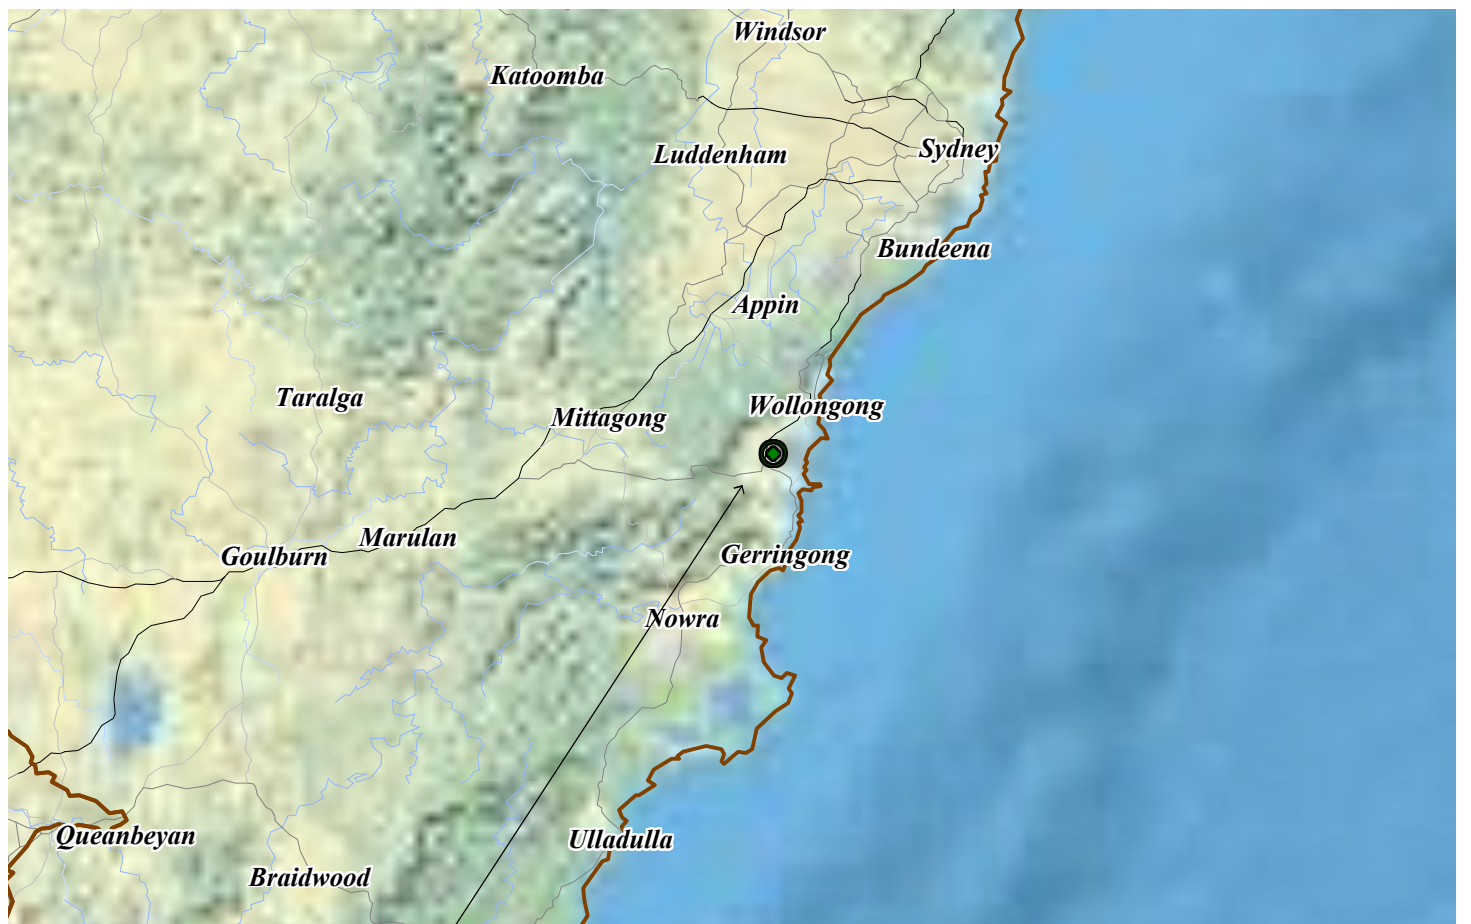 Windsor
Katoomba
Luddenham
Sydney
Bundeena
Appin
Taralga
Mittagong
Wollongong
Marulan
Goulburn
Gerringong
Nowra
Queanbeyan
Ulladulla
Braidwood